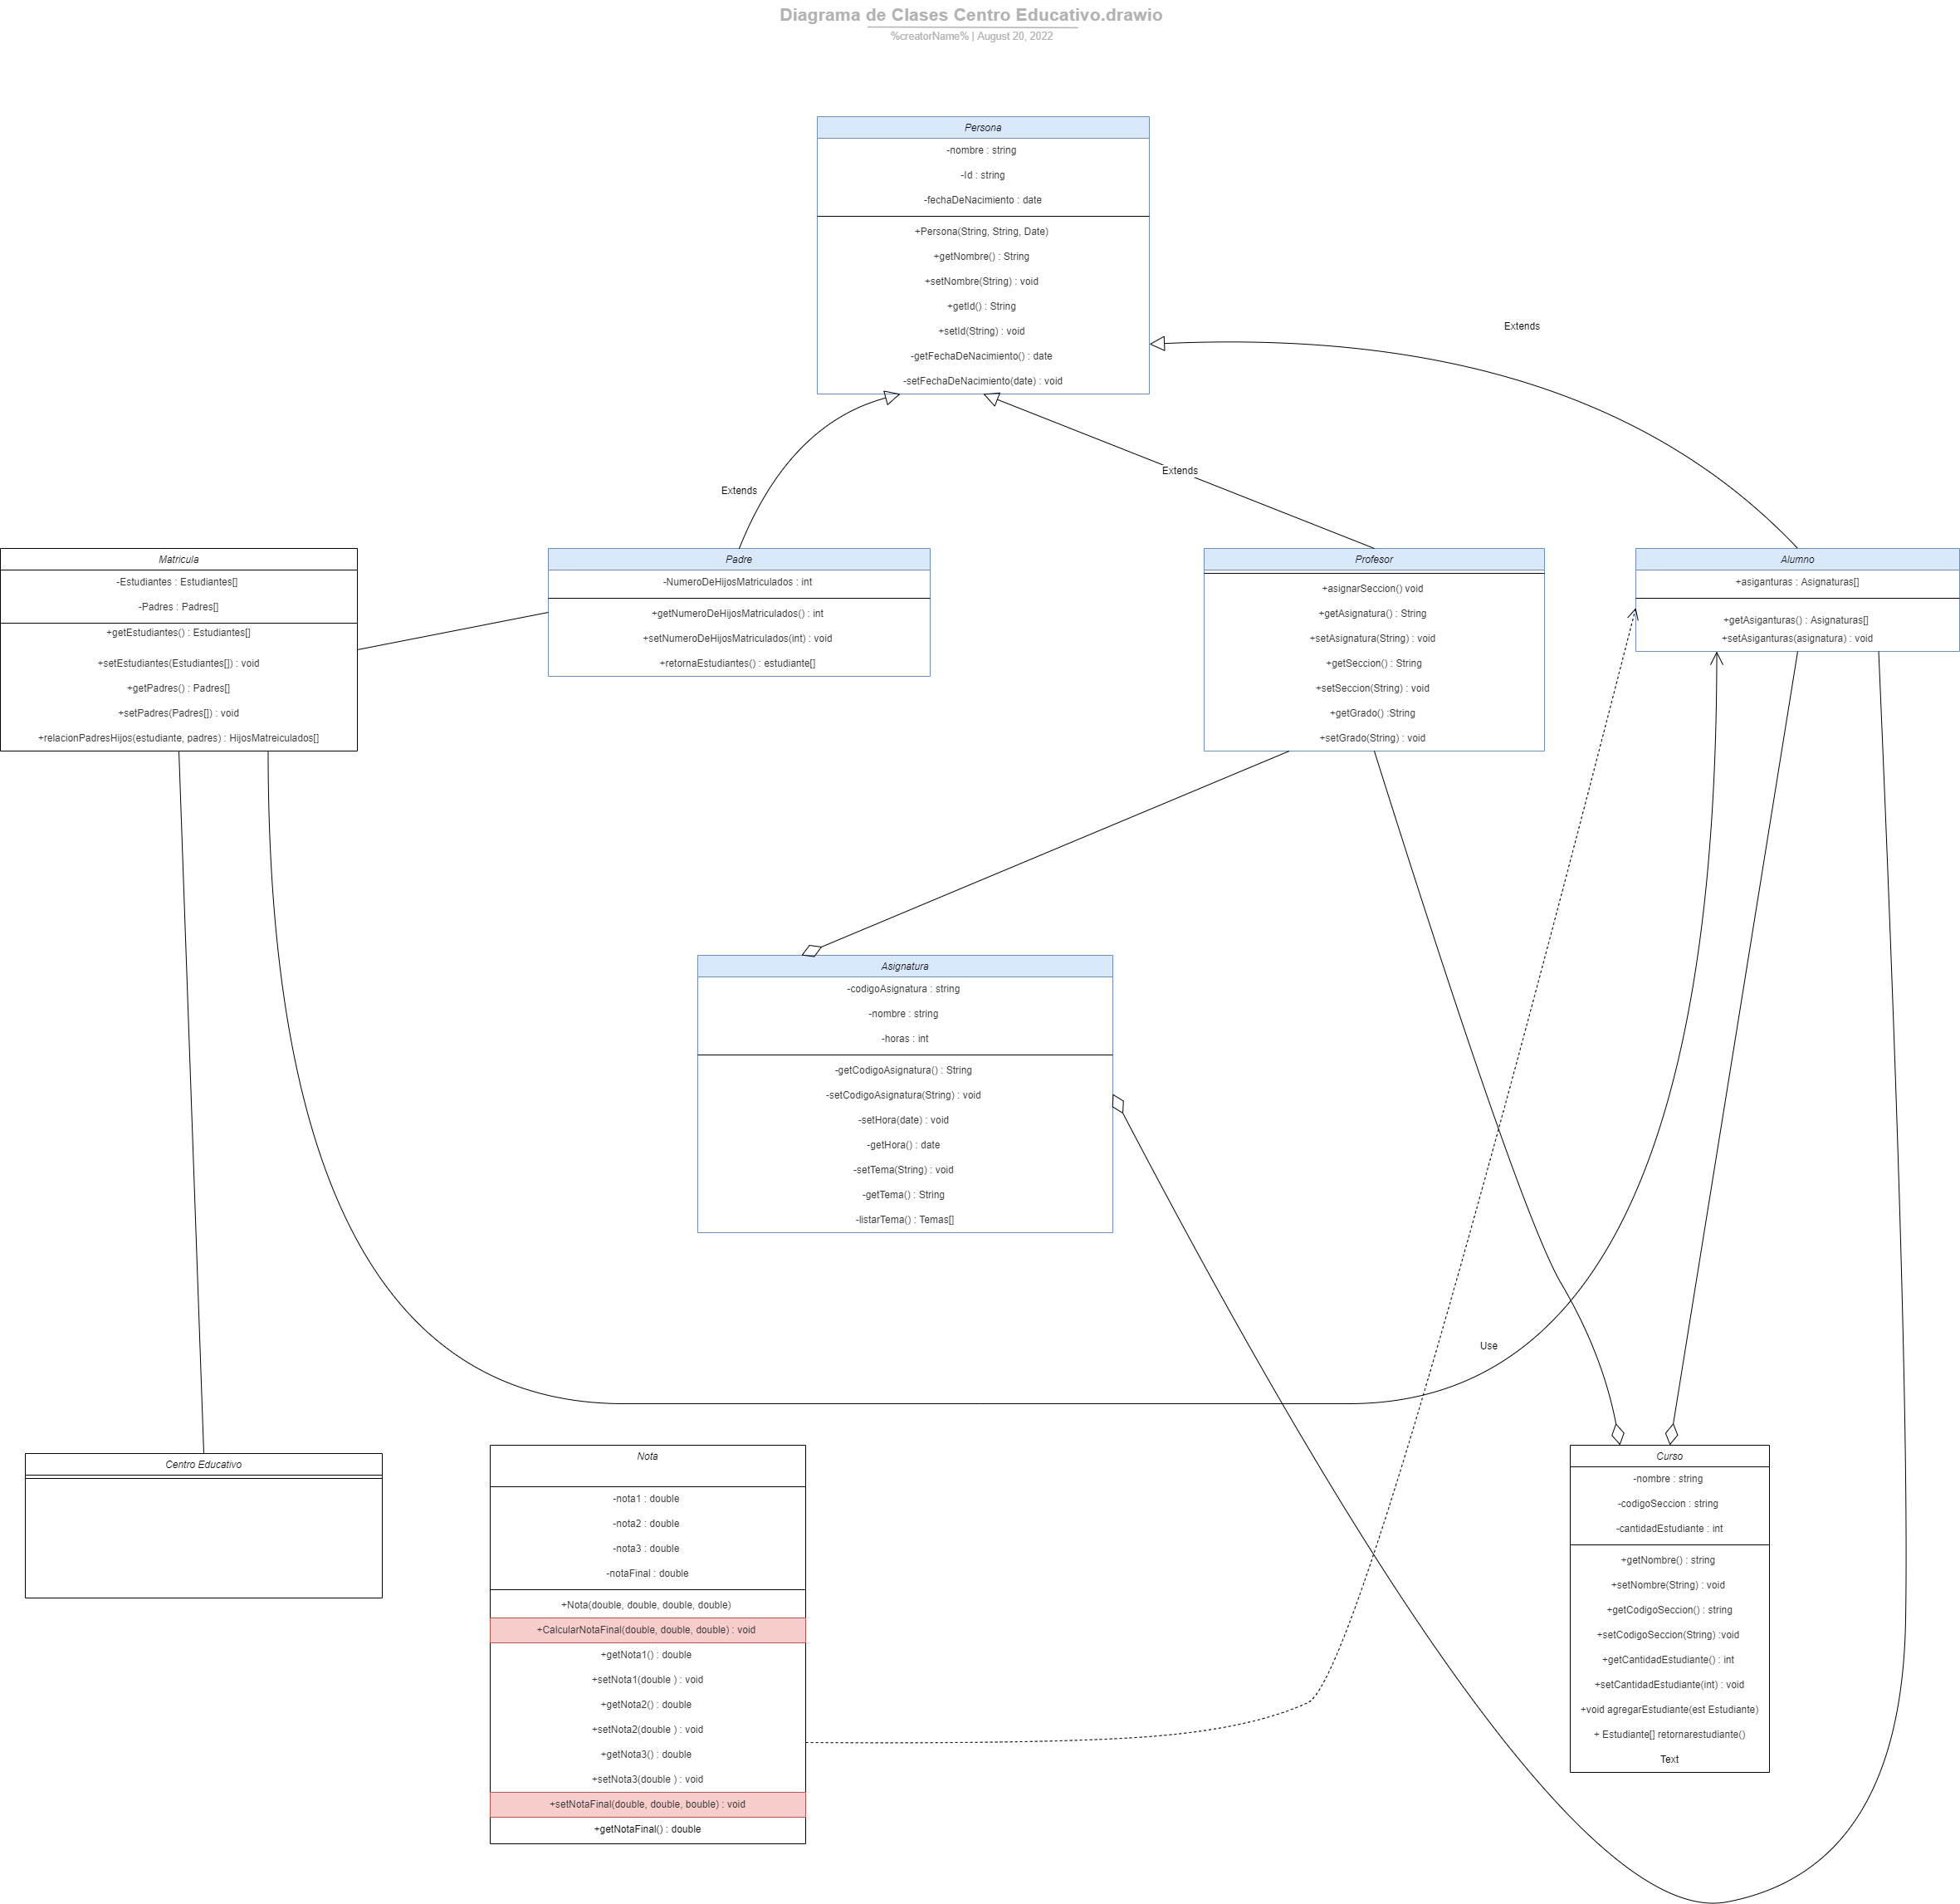 Diagrama de Clases Centro Educativo.drawio
%creatorName% | August 20, 2022
Persona
-nombre : string
-Id : string
-fechaDeNacimiento : date
+Persona(String, String, Date)
+getNombre() : String
+setNombre(String) : void
+getId() : String
+setId(String) : void
-getFechaDeNacimiento() : date
-setFechaDeNacimiento(date) : void
Extends
Extends
Extends
Matricula
-Estudiantes : Estudiantes[]
-Padres : Padres[]
+getEstudiantes() : Estudiantes[]
+setEstudiantes(Estudiantes[]) : void
+getPadres() : Padres[]
+setPadres(Padres[]) : void
+relacionPadresHijos(estudiante, padres) : HijosMatreiculados[]
Padre
-NumeroDeHijosMatriculados : int
+getNumeroDeHijosMatriculados() : int
+setNumeroDeHijosMatriculados(int) : void
+retornaEstudiantes() : estudiante[]
Profesor
+asignarSeccion() void
+getAsignatura() : String
+setAsignatura(String) : void
+getSeccion() : String
+setSeccion(String) : void
+getGrado() :String
+setGrado(String) : void
Alumno
+asiganturas : Asignaturas[]
+getAsiganturas() : Asignaturas[]
+setAsiganturas(asignatura) : void
Asignatura
-codigoAsignatura : string
-nombre : string
-horas : int
-getCodigoAsignatura() : String
-setCodigoAsignatura(String) : void
-setHora(date) : void
-getHora() : date
-setTema(String) : void
-getTema() : String
-listarTema() : Temas[]
Use
Centro Educativo
Nota
-nota1 : double
-nota2 : double
-nota3 : double
-notaFinal : double
+Nota(double, double, double, double)
+CalcularNotaFinal(double, double, double) : void
+getNota1() : double
+setNota1(double ) : void
+getNota2() : double
+setNota2(double ) : void
+getNota3() : double
+setNota3(double ) : void
+setNotaFinal(double, double, bouble) : void
+getNotaFinal() : double
Curso
-nombre : string
-codigoSeccion : string
-cantidadEstudiante : int
+getNombre() : string
+setNombre(String) : void
+getCodigoSeccion() : string
+setCodigoSeccion(String) :void
+getCantidadEstudiante() : int
+setCantidadEstudiante(int) : void
+void agregarEstudiante(est Estudiante)
+ Estudiante[] retornarestudiante()
Text